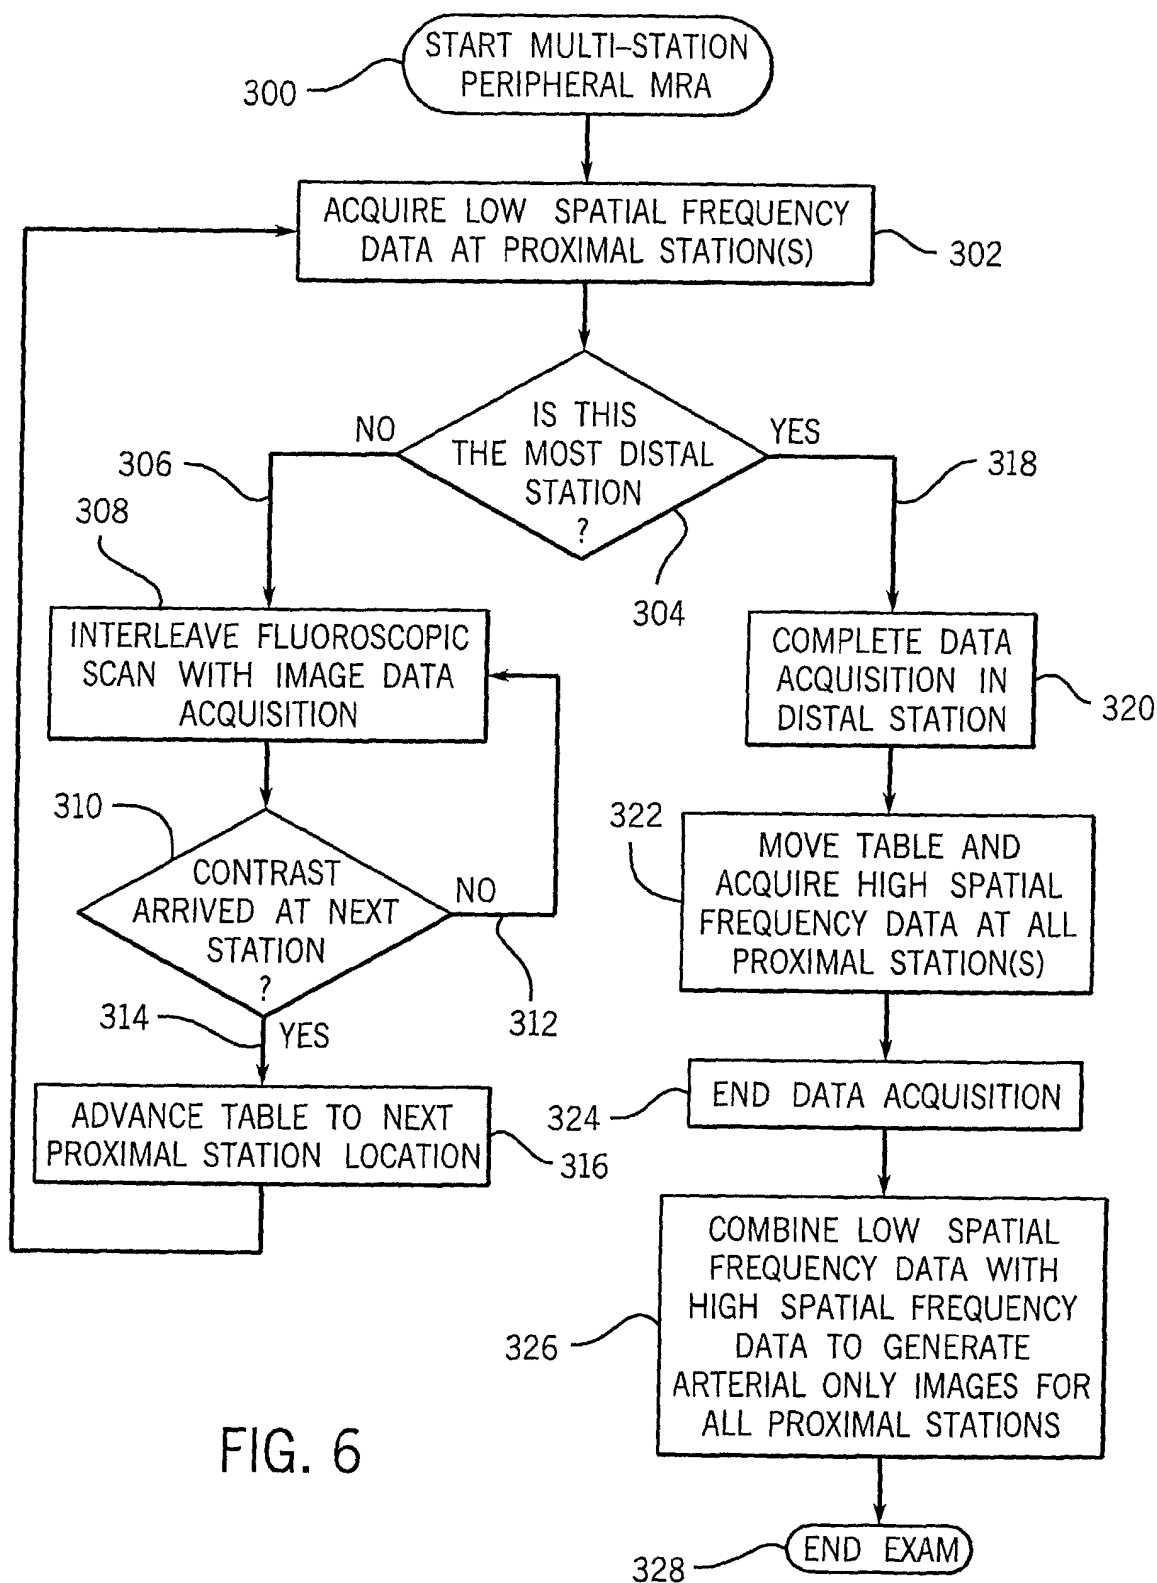 START MULTI-STATION
PERIPHERAL MRA
300
ACQUIRE LOW SPATIAL FREQUENCY
DATA AT PROXIMAL STATION(S)
302
IS THIS
THE MOST DISTAL
STATION
?
NO
YES
304
306
318
308
INTERLEAVE FLUOROSCOPIC
SCAN WITH IMAGE DATA
ACQUISITION
310
CONTRAST
ARRIVED AT NEXT
STATION
?
NO
312
314
YES
ADVANCE TABLE TO NEXT
PROXIMAL STATION LOCATION
316
COMPLETE DATA
ACQUISITION IN
DISTAL STATION
320
322
MOVE TABLE AND
ACQUIRE HIGH SPATIAL
FREQUENCY DATA AT ALL
PROXIMAL STATION(S)
END DATA ACQUISITION
324
COMBINE LOW SPATIAL
FREQUENCY DATA WITH
HIGH SPATIAL FREQUENCY
DATA TO GENERATE
ARTERIAL ONLY IMAGES FOR
ALL PROXIMAL STATIONS
326
END EXAM
328
FIG. 6